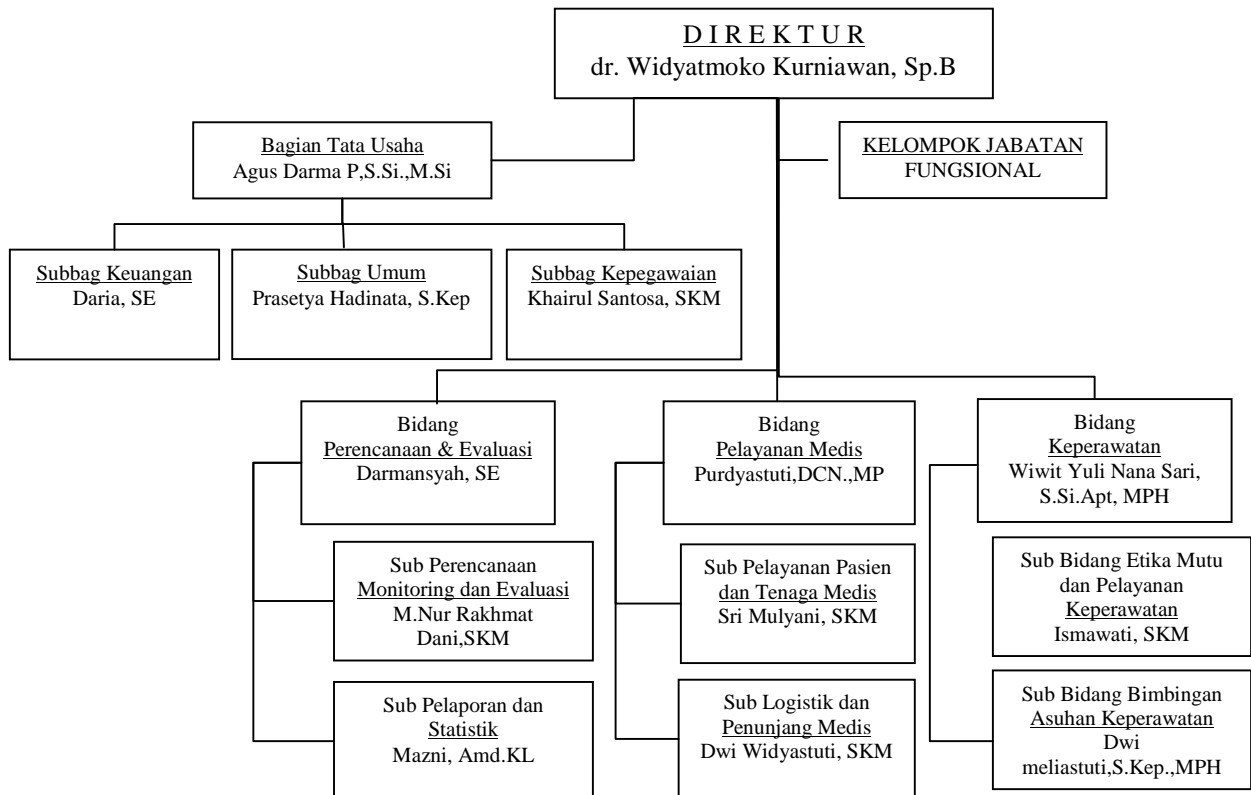 D I R E K T U R
dr. Widyatmoko Kurniawan, Sp.B
Bagian Tata Usaha
Agus Darma P,S.Si.,M.Si
KELOMPOK JABATAN
FUNGSIONAL
Subbag Keuangan
Daria, SE
Subbag Umum
Prasetya Hadinata, S.Kep
Subbag Kepegawaian
Khairul Santosa, SKM
Bidang
Perencanaan & Evaluasi
Darmansyah, SE
Bidang
Pelayanan Medis
Purdyastuti,DCN.,MP
Bidang
Keperawatan
Wiwit Yuli Nana Sari,
S.Si.Apt, MPH
Sub Perencanaan
Monitoring dan Evaluasi
M.Nur Rakhmat
Dani,SKM
Sub Pelayanan Pasien
dan Tenaga Medis
Sri Mulyani, SKM
Sub Bidang Etika Mutu
dan Pelayanan
Keperawatan
Ismawati, SKM
Sub Pelaporan dan
Statistik
Mazni, Amd.KL
Sub Logistik dan
Penunjang Medis
Dwi Widyastuti, SKM
Sub Bidang Bimbingan
Asuhan Keperawatan
Dwi
meliastuti,S.Kep.,MPH